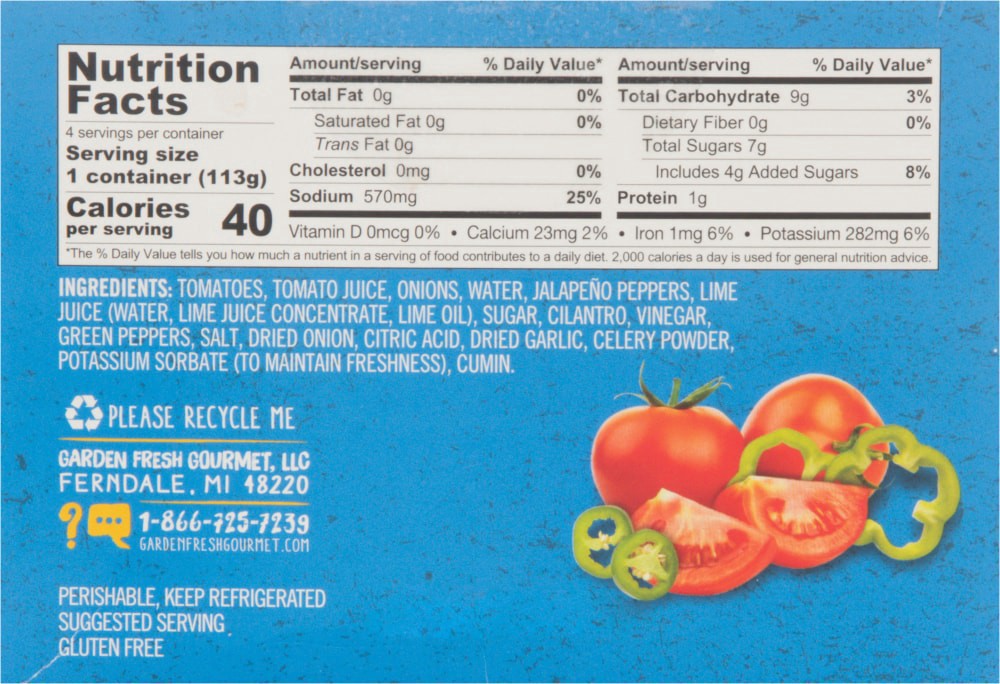 Nutrition
Facts
4 servings per container
Serving size
1 container (113g)
Calories
per serving
40
Amount/serving % Daily Value*
Total Fat 0g 0%
Saturated Fat 0g 0%
Trans Fat 0g
Cholesterol 0mg 0%
Sodium 570mg 25%
Amount/serving % Daily Value*
Total Carbohydrate 9g 3%
Dietary Fiber 0g 0%
Total Sugars 7g
Includes 4g Added Sugars 8%
Protein 1g
Vitamin D 0mcg 0% • Calcium 23mg 2% • Iron 1mg 6% • Potassium 282mg 6%
*The % Daily Value tells you how much a nutrient in a serving of food contributes to a daily diet. 2,000 calories a day is used for general nutrition advice.
INGREDIENTS: TOMATOES, TOMATO JUICE, ONIONS, WATER, JALAPEÑO PEPPERS, LIME
JUICE (WATER, LIME JUICE CONCENTRATE, LIME OIL), SUGAR, CILANTRO, VINEGAR,
GREEN PEPPERS, SALT, DRIED ONION, CITRIC ACID, DRIED GARLIC, CELERY POWDER,
POTASSIUM SORBATE (TO MAINTAIN FRESHNESS), CUMIN.
PLEASE RECYCLE ME
GARDEN FRESH GOURMET, LLC
FERNDALE, MI 48220
? 1-866-725-7239
GARDENFRESHGOURMET.COM
PERISHABLE, KEEP REFRIGERATED
SUGGESTED SERVING
GLUTEN FREE